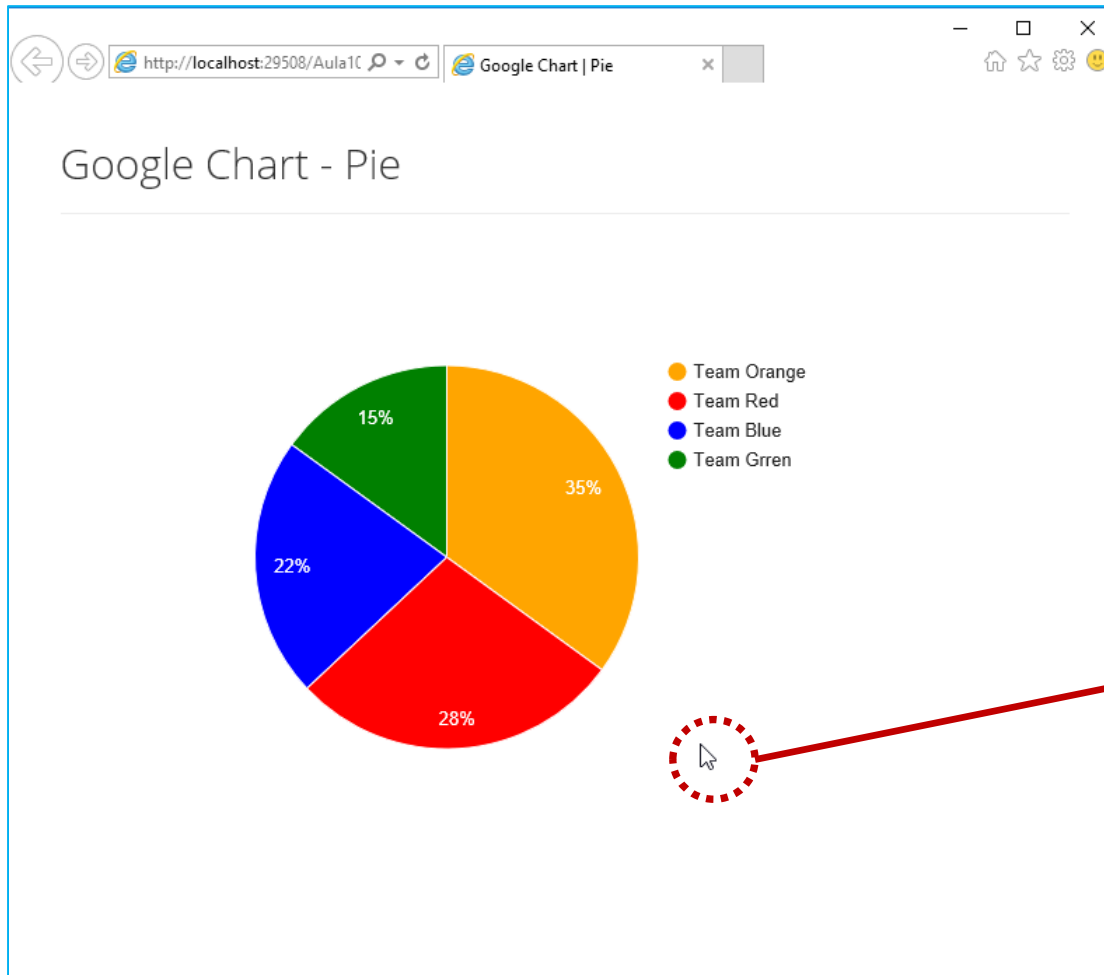 http://localhost:29508/Aula10
Google Chart | Pie
Google Chart - Pie
Team Orange
Team Red
Team Blue
Team Grren
15%
35%
22%
28%